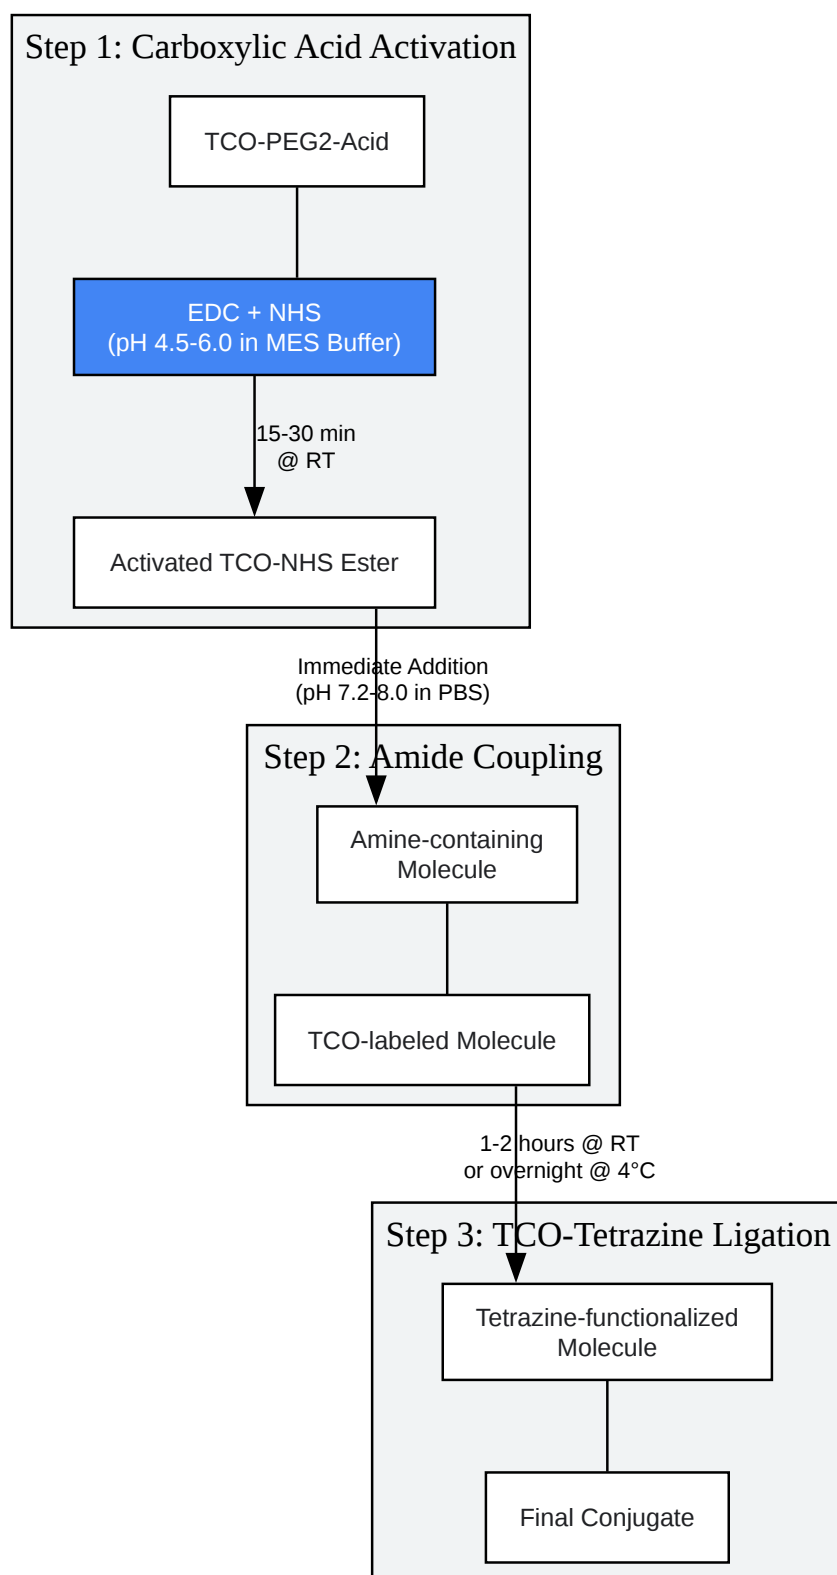 Step 1: Carboxylic Acid Activation
TCO-PEG2-Acid
EDC + NHS
(pH 4.5-6.0 in MES Buffer)
15-30 min
@ RT
Activated TCO-NHS Ester
Immediate Addition
(pH 7.2-8.0 in PBS)
Step 2: Amide Coupling
Amine-containing
Molecule
TCO-labeled Molecule
1-2 hours @ RT
or overnight @ 4°C
Step 3: TCO-Tetrazine Ligation
Tetrazine-functionalized
Molecule
Final Conjugate